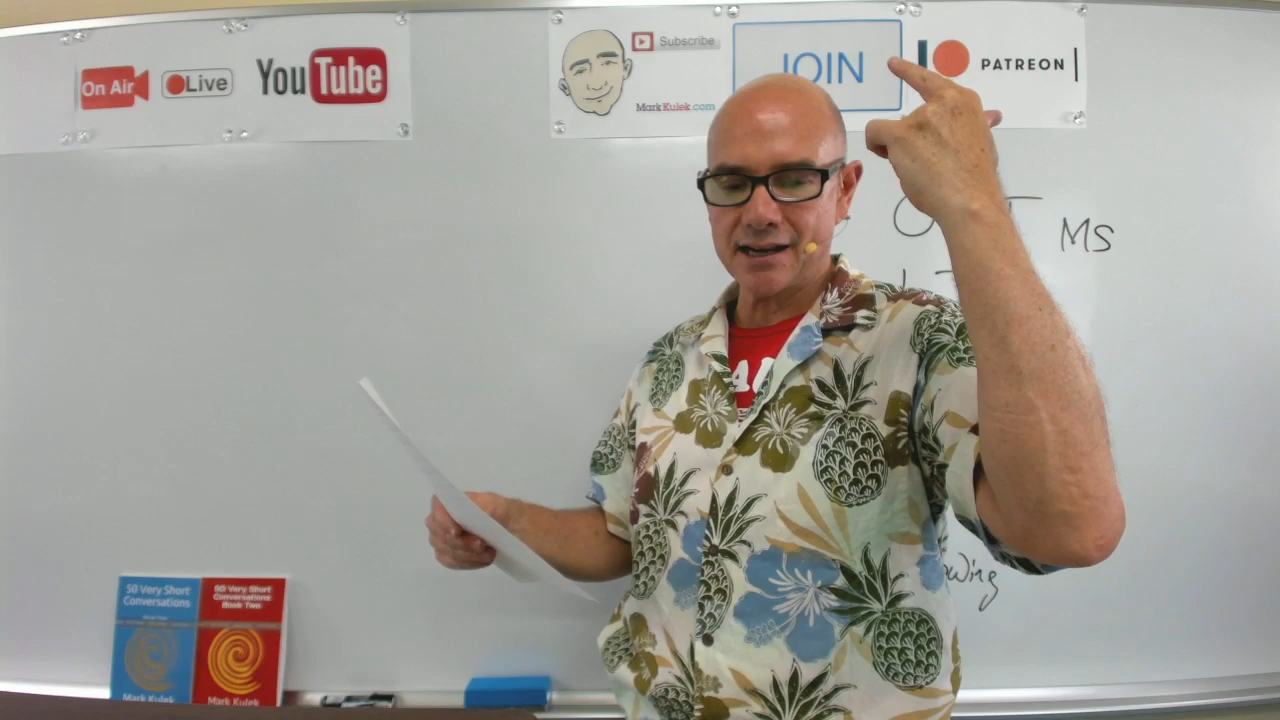 On Air
Live
YouTube
Subscribe
MarkKulek.com
JOIN
PATREON
MS
50 Very Short
Conversations
Mark Kulek
50 Very Short
Conversations
Book Two
Mark Kulek